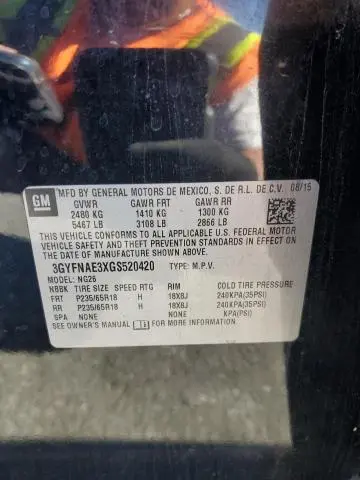 GM
MFD BY GENERAL MOTORS DE MEXICO, S. DE R.L. DE C.V. 08/15
GVWR GAWR FRT GAWR RR
2480 KG 1410 KG 1300 KG
5467 LB 3108 LB 2866 LB
THIS VEHICLE CONFORMS TO ALL APPLICABLE U.S. FEDERAL MOTOR
VEHICLE SAFETY, BUMPER, AND THEFT PREVENTION STANDARDS IN EFFECT
ON THE DATE OF MANUFACTURE SHOWN ABOVE.
3GYFNAE3XGS520420 TYPE: M.P.V.
MODEL: NG26
NBBK TIRE SIZE SPEED RTG RIM COLD TIRE PRESSURE
FRT P235/65R18 H 18X8J 240KPA(35PSI)
RR P235/65R18 H 18X8J 240KPA(35PSI)
SPA NONE NONE KPA(PSI)
SEE OWNERS MANUAL FOR ADDITIONAL INFORMATION.